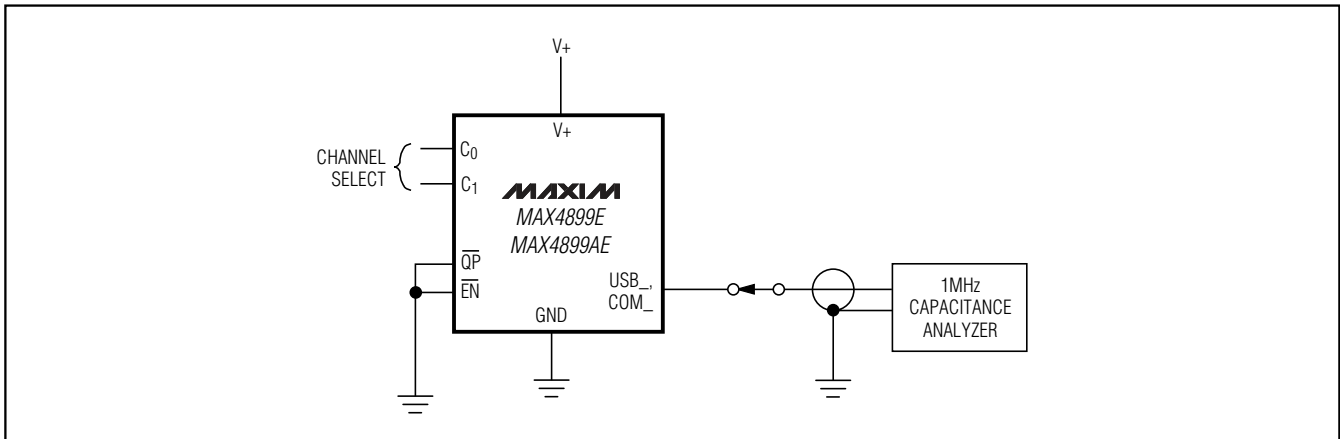 V+
V+
CHANNEL
SELECT
C0
C1
MAXIM
MAX4899E
MAX4899AE
QP
EN
USB_,
COM_
GND
1MHz
CAPACITANCE
ANALYZER